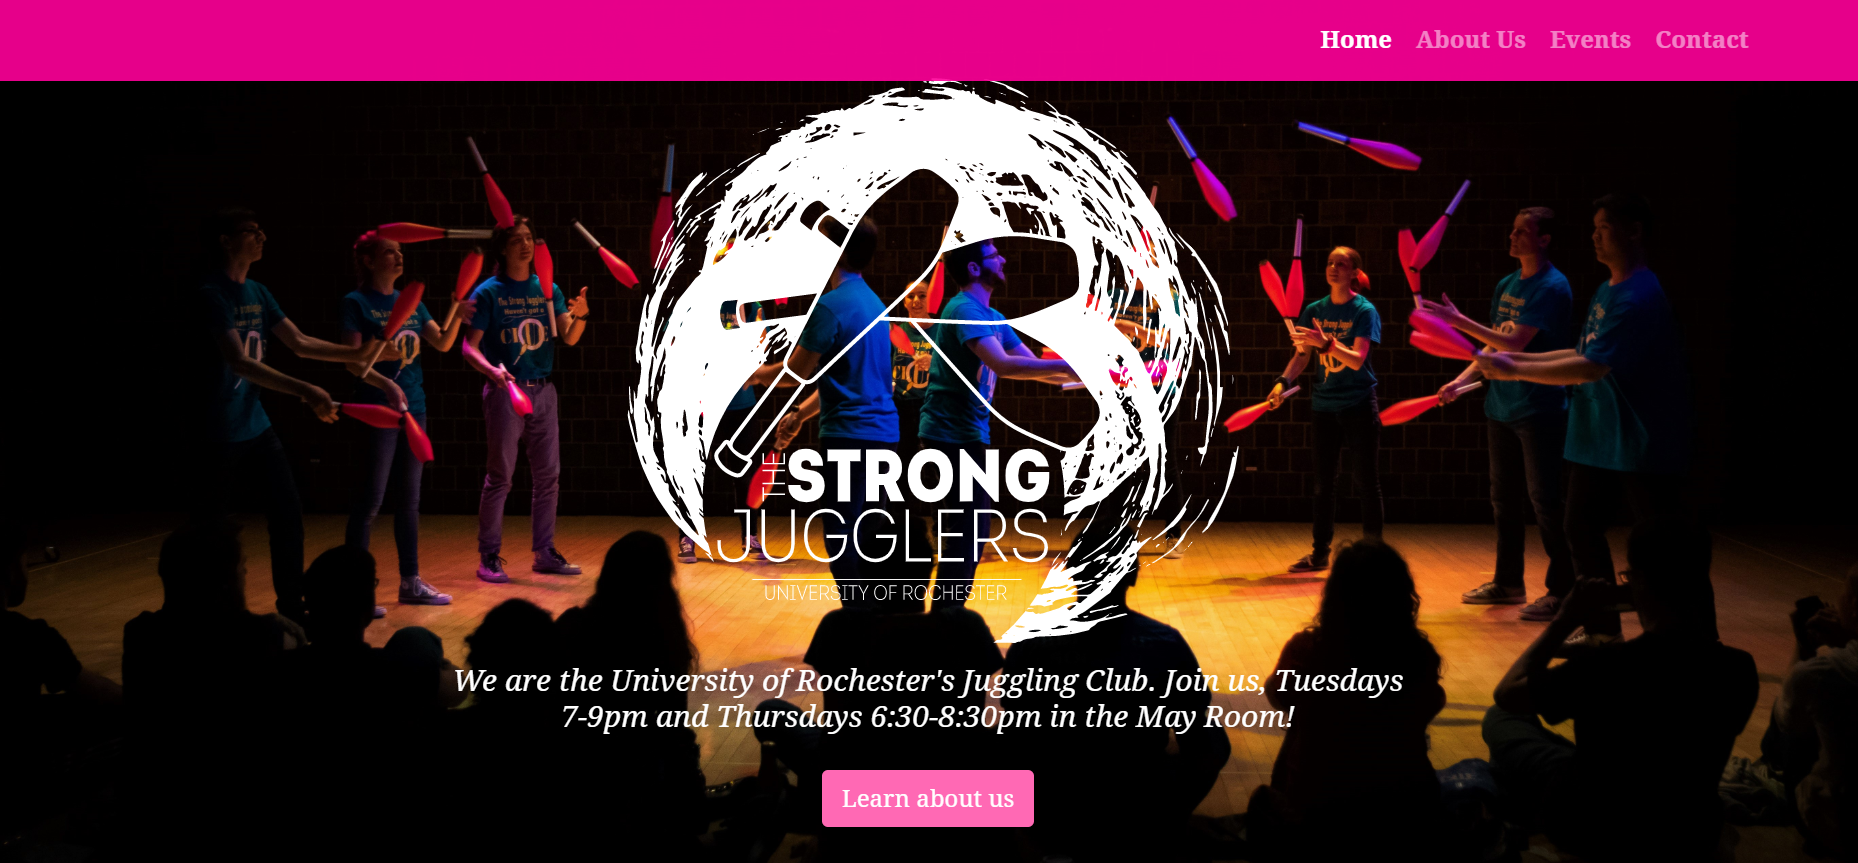 Home About Us Events Contact
THE STRONG
JUGGLERS
UNIVERSITY OF ROCHESTER
We are the University of Rochester's Juggling Club. Join us, Tuesdays
7-9pm and Thursdays 6:30-8:30pm in the May Room!
Learn about us